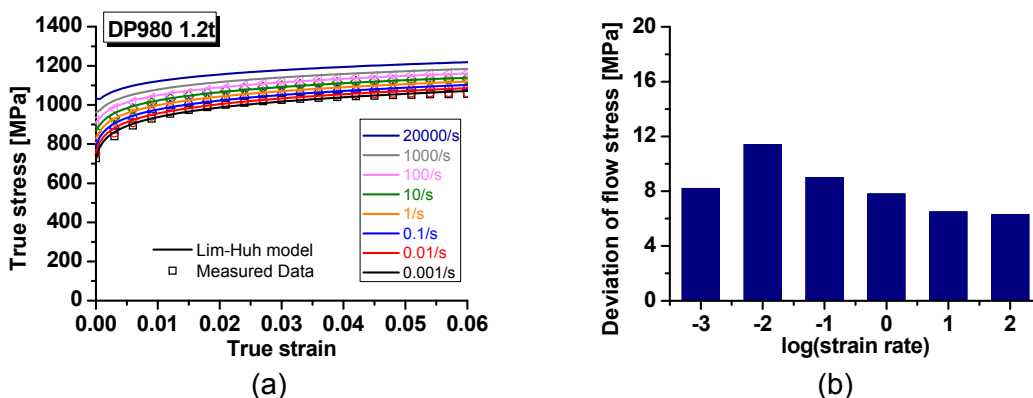 DP980 1.2t
True stress [MPa]
1400
1200
1000
800
600
400
200
0
0.00 0.01 0.02 0.03 0.04 0.05 0.06
True strain
20000/s
1000/s
100/s
10/s
1/s
0.1/s
0.01/s
0.001/s
Lim-Huh model
Measured Data
(a)
Deviation of flow stress [MPa]
20
16
12
8
4
0
-3 -2 -1 0 1 2
log(strain rate)
(b)